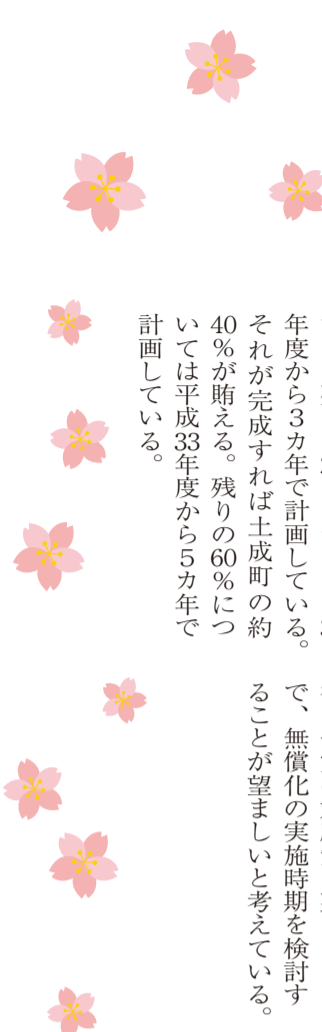 年度から３カ年で計画している。
それが完成すれば土成町の約
40％が賄える。残りの60％につ
いては平成33年度から５カ年で
計画している。
で、無償化の実施時期を検討す
ることが望ましいと考えている。